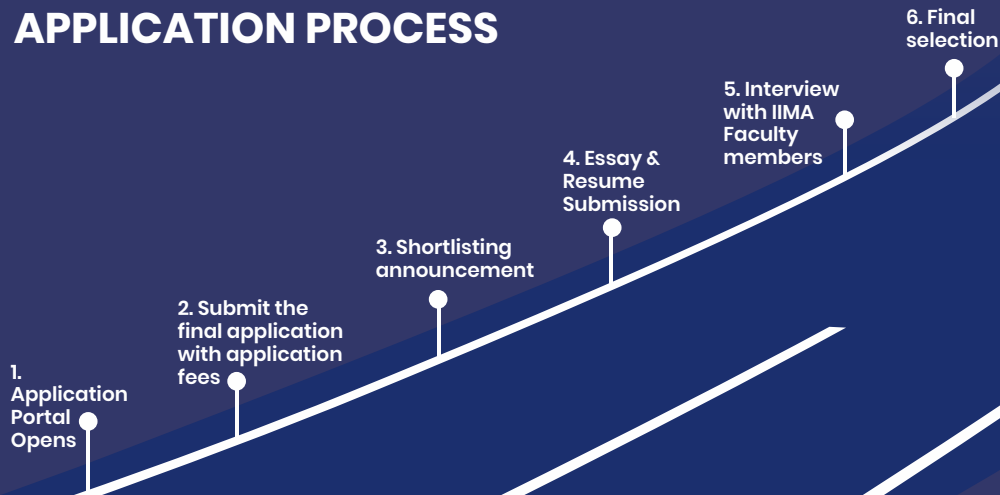 APPLICATION PROCESS
1.
Application
Portal
Opens
2. Submit the
final application
with application
fees
3. Shortlisting
announcement
4. Essay &
Resume
Submission
5. Interview
with IIMA
Faculty
members
6. Final
selection